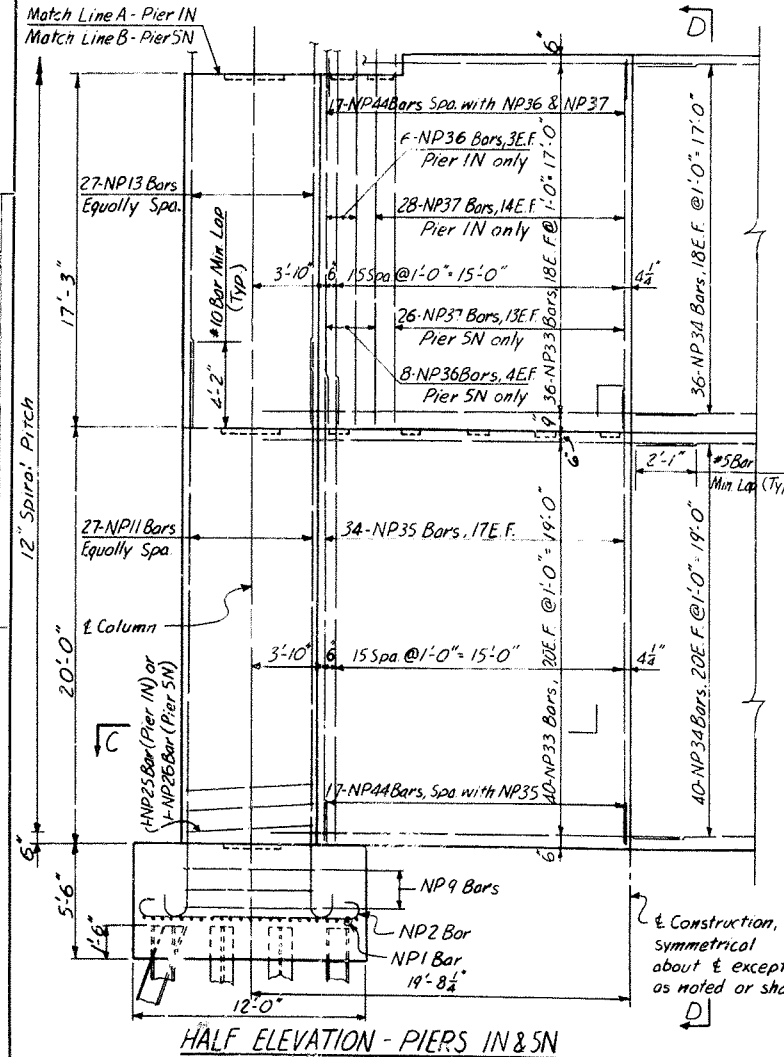 Match Line A - Pier 1N
Match Line B - Pier 5N
D
6"
17-NP44 Bars Spa. with NP36 & NP37
6-NP36 Bars, 3E.F.
Pier 1N only
27-NP13 Bars
Equally Spa.
28-NP37 Bars, 14E.F.
Pier 1N only
#10 Bar Min Lap
(Typ.)
3'-10"
6"
15 Spa. @ 1'-0" = 15'-0"
4 1/4"
26-NP37 Bars, 13E.F.
Pier 5N only
8-NP36 Bars, 4E.F.
Pier 5N only
17'-3"
4'-2"
36-NP33 Bars, 18E.F. @ 1'-0" = 17'-0"
36-NP34 Bars, 18E.F. @ 1'-0" = 17'-0"
9"
6"
12" Spiral Pitch
2'-1"
#5 Bar
Min. Lap (Typ
27-NP11 Bars
Equally Spa.
34-NP35 Bars, 17E.F.
℄ Column
20'-0"
3'-10"
6"
15 Spa. @ 1'-0" = 15'-0"
4 1/4"
40-NP33 Bars, 20E.F. @ 1'-0" = 19'-0"
40-NP34 Bars, 20E.F. @ 1'-0" = 19'-0"
C
1-NP25 Bar (Pier 1N) or
1-NP26 Bar (Pier 5N)
17-NP44 Bars, Spa. with NP35
6"
6"
5'-6"
NP9 Bars
NP2 Bar
NP1 Bar
1'-6"
19'-8 1/4"
12'-0"
℄ Construction,
symmetrical
about ℄ except
as noted or sho
D
HALF ELEVATION - PIERS 1N & 5N